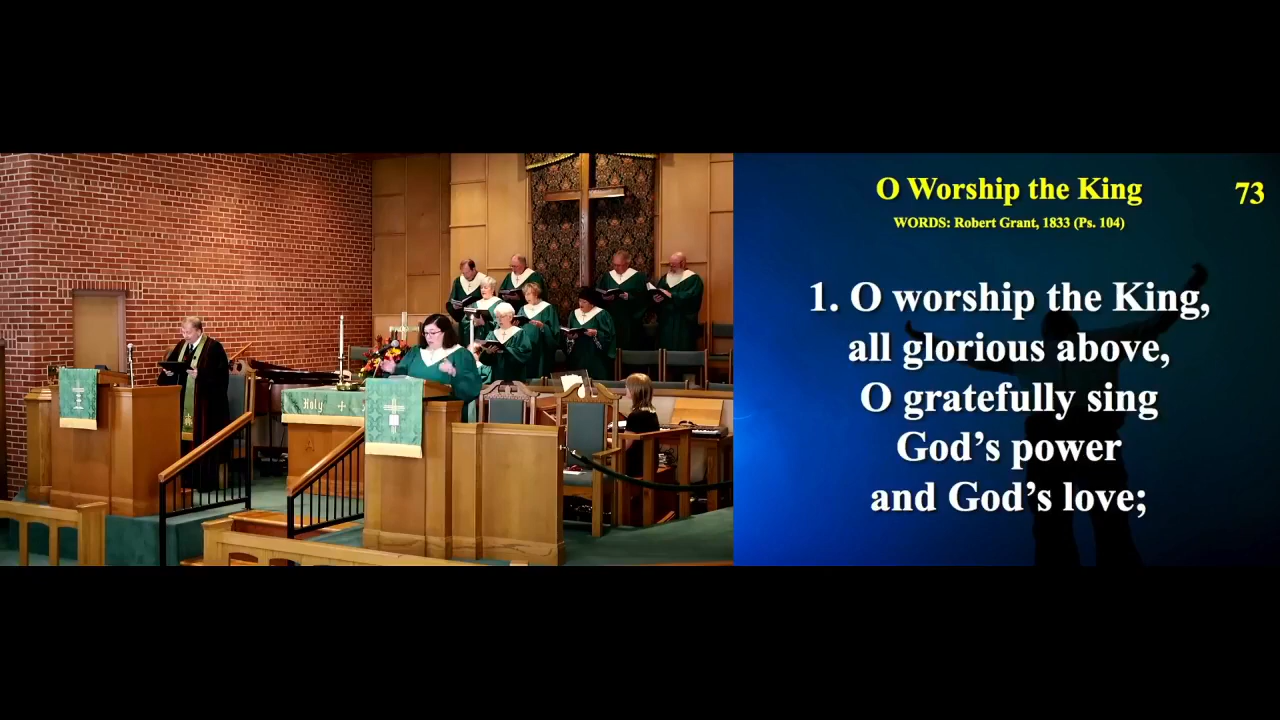 O Worship the King
73
WORDS: Robert Grant, 1833 (Ps. 104)
1. O worship the King,
all glorious above,
O gratefully sing
God’s power
and God’s love;
Holy